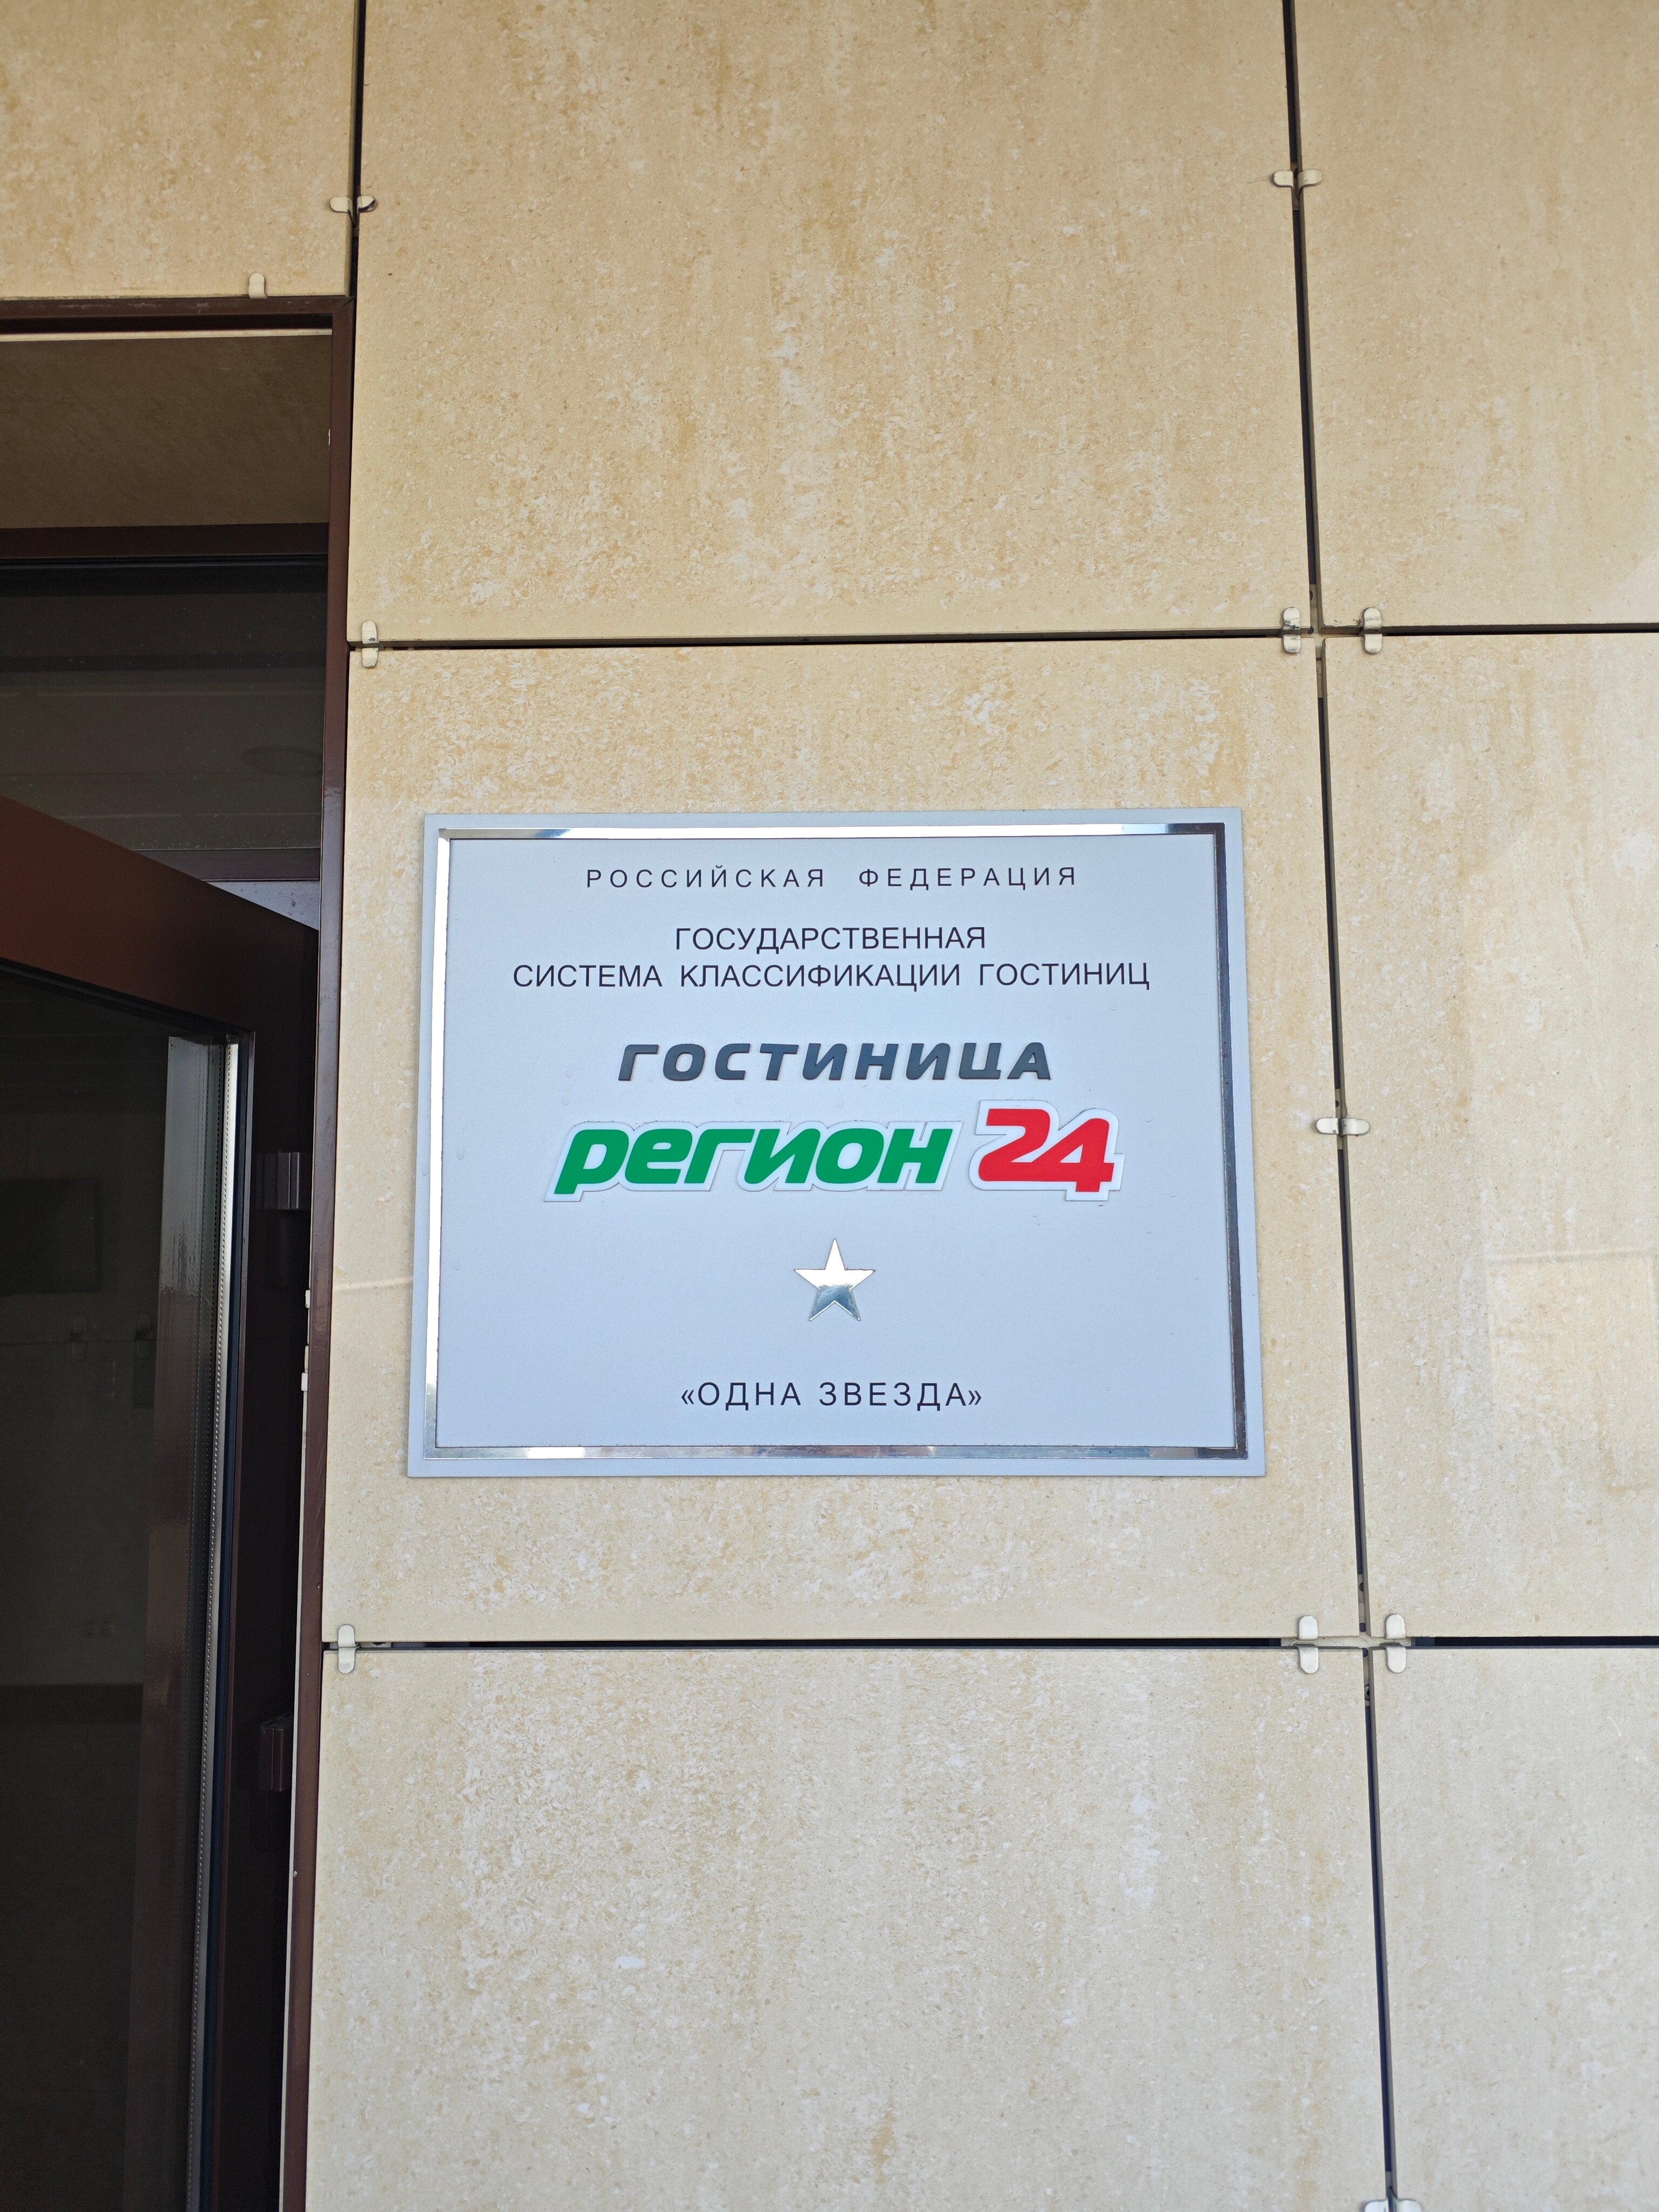 РОССИЙСКАЯ ФЕДЕРАЦИЯ
ГОСУДАРСТВЕННАЯ
СИСТЕМА КЛАССИФИКАЦИИ ГОСТИНИЦ
ГОСТИНИЦА
регион 24
«ОДНА ЗВЕЗДА»